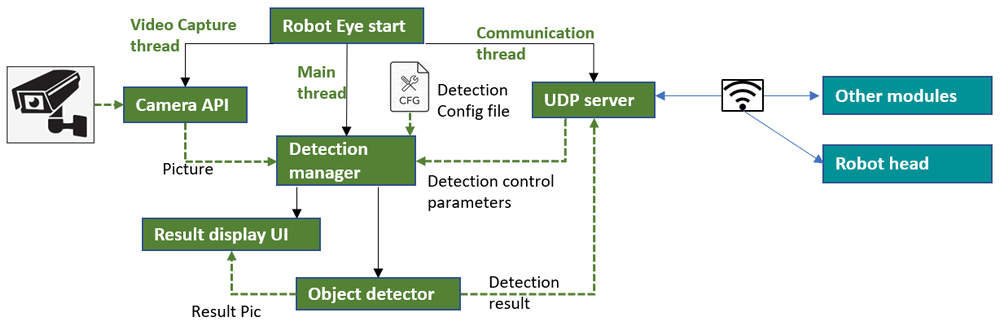 Video Capture
thread
Robot Eye start
Communication
thread
Main
thread
Camera API
CFG
Detection
Config file
UDP server
Other modules
Picture
Detection
manager
Detection control
parameters
Robot head
Result display UI
Object detector
Detection
result
Result Pic